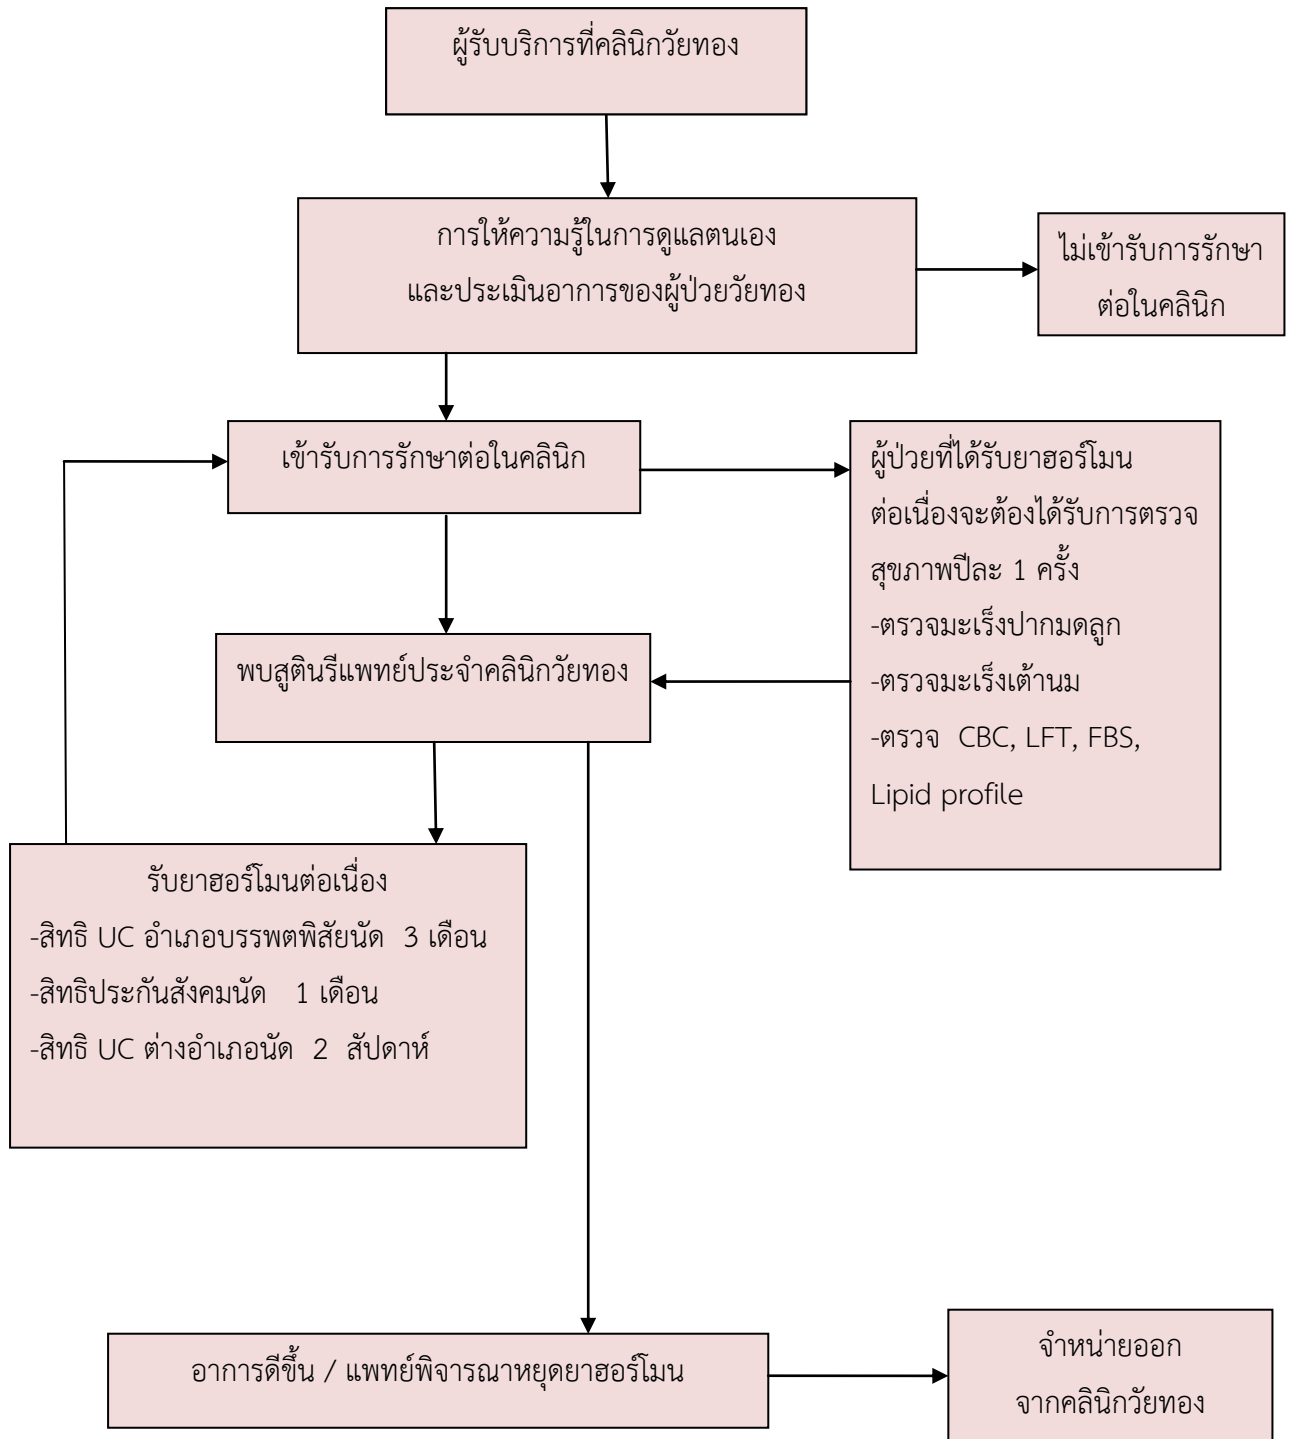 ผู้รับบริการที่คลินิกวัยทอง
การให้ความรู้ในการดูแลตนเอง
และประเมินอาการของผู้ป่วยวัยทอง
ไม่เข้ารับการรักษา
ต่อในคลินิก
เข้ารับการรักษาต่อในคลินิก
ผู้ป่วยที่ได้รับยาฮอร์โมน
ต่อเนื่องจะต้องได้รับการตรวจ
สุขภาพปีละ 1 ครั้ง
-ตรวจมะเร็งปากมดลูก
-ตรวจมะเร็งเต้านม
-ตรวจ CBC, LFT, FBS,
Lipid profile
พบสูตินรีแพทย์ประจำคลินิกวัยทอง
รับยาฮอร์โมนต่อเนื่อง
-สิทธิ UC อำเภอบรรพตพิสัยนัด 3 เดือน
-สิทธิประกันสังคมนัด 1 เดือน
-สิทธิ UC ต่างอำเภอนัด 2 สัปดาห์
อาการดีขึ้น / แพทย์พิจารณาหยุดยาฮอร์โมน
จำหน่ายออก
จากคลินิกวัยทอง